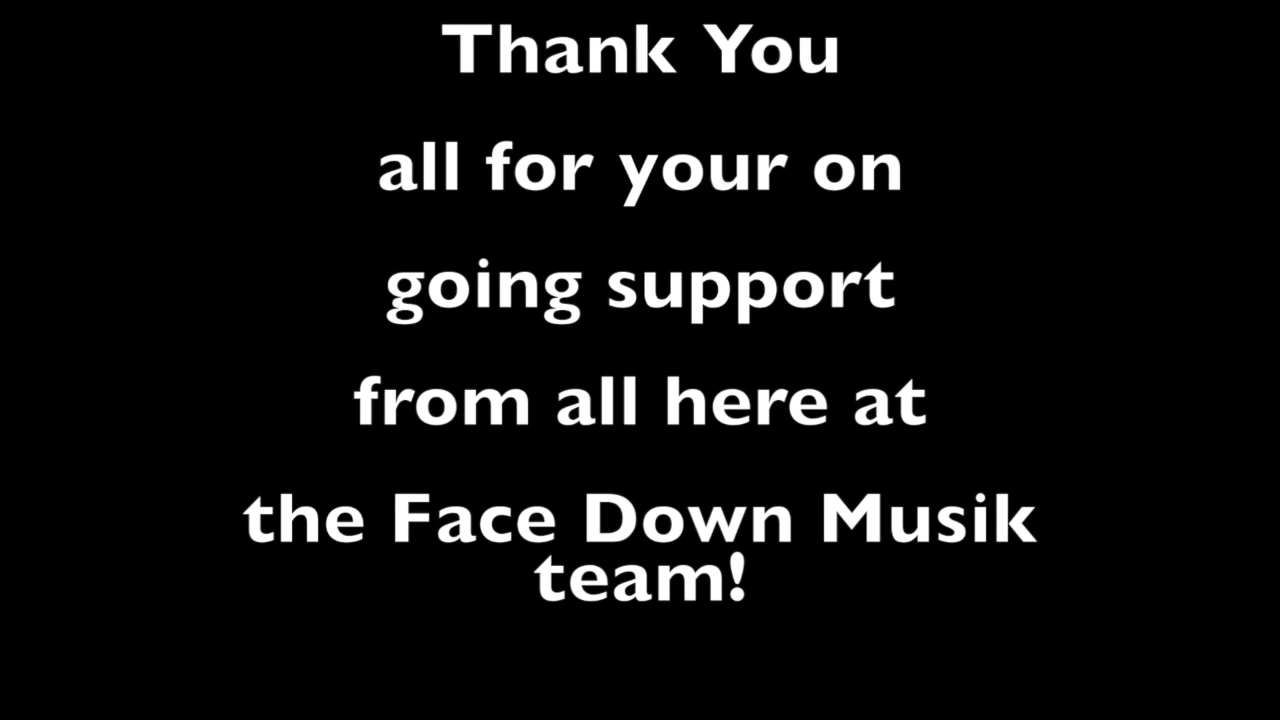 Thank You
all for your on
going support
from all here at
the Face Down Musik
team!